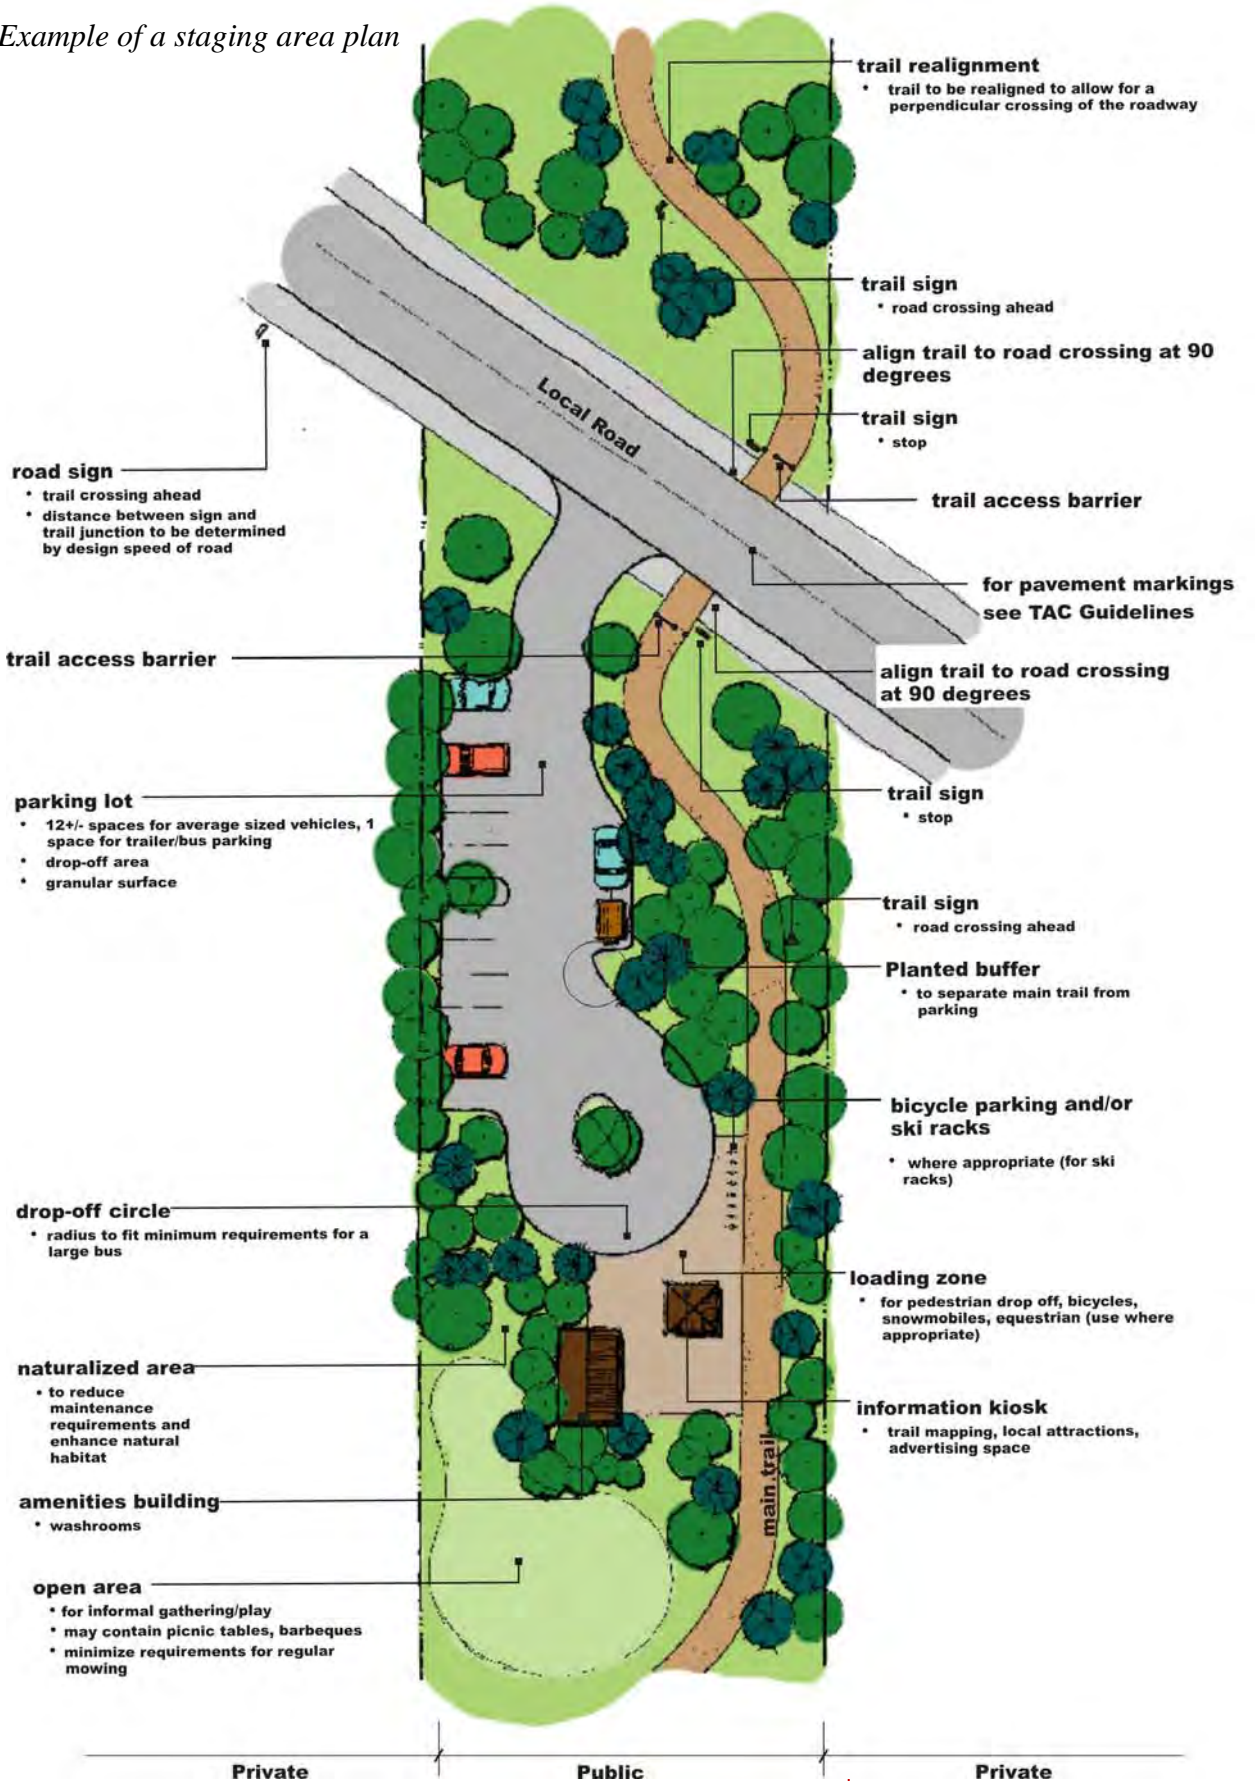 Example of a staging area plan
trail realignment
• trail to be realigned to allow for a
perpendicular crossing of the roadway
trail sign
• road crossing ahead
align trail to road crossing at 90
degrees
trail sign
• stop
trail access barrier
Local Road
road sign
• trail crossing ahead
• distance between sign and
trail junction to be determined
by design speed of road
for pavement markings
see TAC Guidelines
trail access barrier
align trail to road crossing
at 90 degrees
trail sign
• stop
parking lot
• 12+/- spaces for average sized vehicles, 1
space for trailer/bus parking
• drop-off area
• granular surface
trail sign
• road crossing ahead
Planted buffer
• to separate main trail from
parking
bicycle parking and/or
ski racks
• where appropriate (for ski
racks)
drop-off circle
• radius to fit minimum requirements for a
large bus
loading zone
• for pedestrian drop off, bicycles,
snowmobiles, equestrian (use where
appropriate)
naturalized area
• to reduce
maintenance
requirements and
enhance natural
habitat
information kiosk
• trail mapping, local attractions,
advertising space
main trail
amenities building
• washrooms
open area
• for informal gathering/play
• may contain picnic tables, barbeques
• minimize requirements for regular
mowing
Private
Public
Private